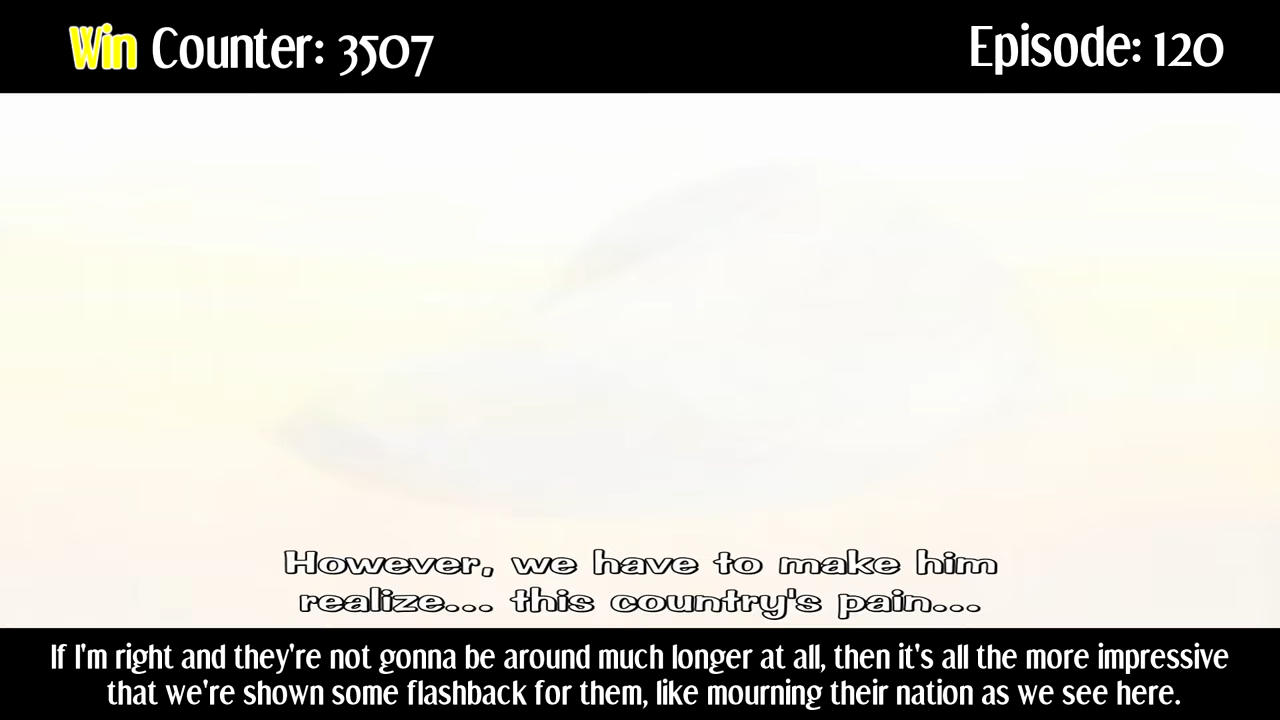 Win Counter: 3507
Episode: 120
However, we have to make him
realize... this country's pain...
If I'm right and they're not gonna be around much longer at all, then it's all the more impressive
that we're shown some flashback for them, like mourning their nation as we see here.